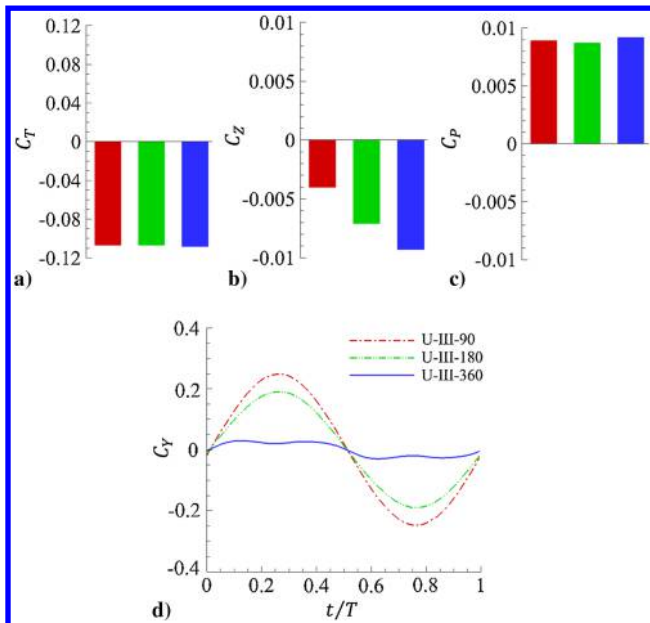 0.12
0.08
0.04
0
-0.04
-0.08
-0.12
C_T
a)
0.01
0.005
0
-0.005
-0.01
C_Z
b)
0.01
0.005
0
-0.005
-0.01
C_P
c)
0.4
0.2
0
-0.2
-0.4
C_Y
U-III-90
U-III-180
U-III-360
0 0.2 0.4 0.6 0.8 1
d) t/T